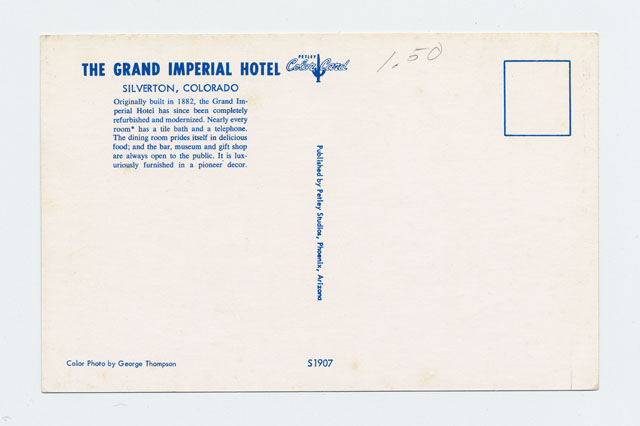 THE GRAND IMPERIAL HOTEL
SILVERTON, COLORADO
Originally built in 1882, the Grand Im-
perial Hotel has since been completely
refurbished and modernized. Nearly every
room* has a tile bath and a telephone.
The dining room prides itself in delicious
food; and the bar, museum and gift shop
are always open to the public. It is lux-
uriously furnished in a pioneer decor.
PETLEY
Color Card
1.50
Published by Petley Studios, Phoenix, Arizona
Color Photo by George Thompson
S1907